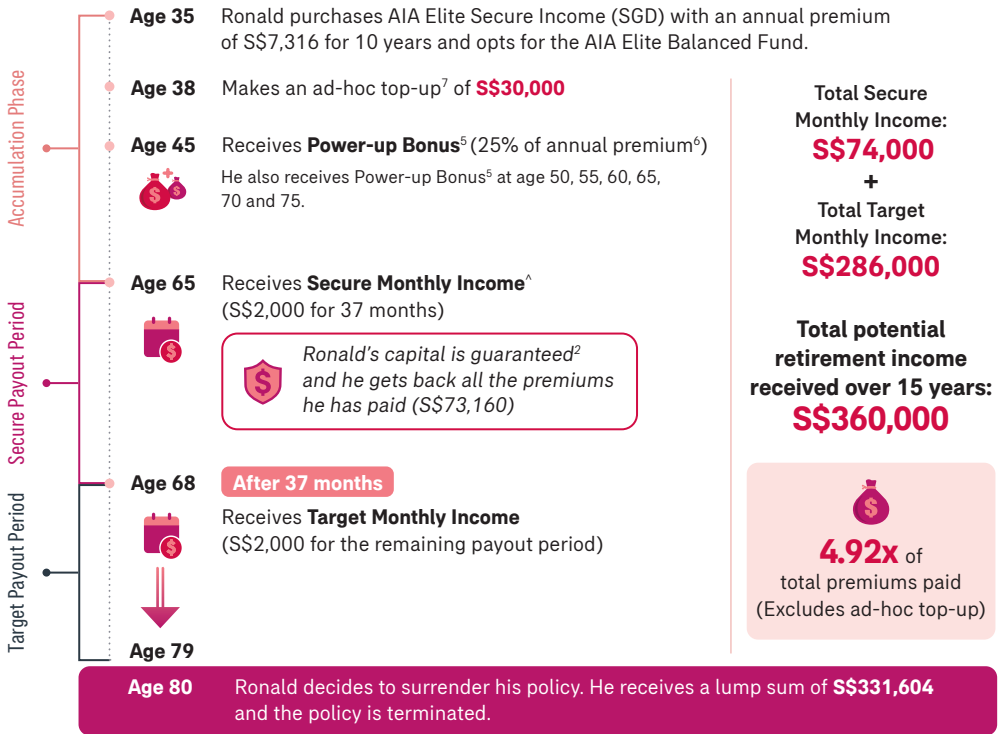 Accumulation Phase
Age 35
Ronald purchases AIA Elite Secure Income (SGD) with an annual premium
of S$7,316 for 10 years and opts for the AIA Elite Balanced Fund.
Age 38
Makes an ad-hoc top-up⁷ of S$30,000
Age 45
Receives Power-up Bonus⁵ (25% of annual premium⁶)
He also receives Power-up Bonus⁵ at age 50, 55, 60, 65,
70 and 75.
Secure Payout Period
Age 65
Receives Secure Monthly Income^
(S$2,000 for 37 months)
Ronald's capital is guaranteed²
and he gets back all the premiums
he has paid (S$73,160)
Target Payout Period
Age 68
After 37 months
Receives Target Monthly Income
(S$2,000 for the remaining payout period)
Age 79
Total Secure
Monthly Income:
S$74,000
+
Total Target
Monthly Income:
S$286,000
Total potential
retirement income
received over 15 years:
S$360,000
4.92x of
total premiums paid
(Excludes ad-hoc top-up)
Age 80
Ronald decides to surrender his policy. He receives a lump sum of S$331,604
and the policy is terminated.